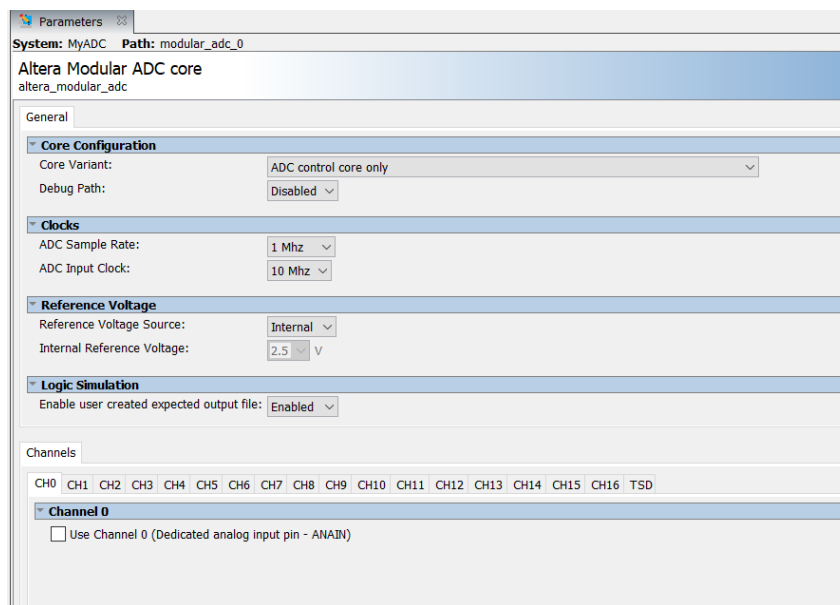 Parameters
System: MyADC Path: modular_adc_0
Altera Modular ADC core
altera_modular_adc
General
Core Configuration
Core Variant: ADC control core only
Debug Path: Disabled
Clocks
ADC Sample Rate: 1 Mhz
ADC Input Clock: 10 Mhz
Reference Voltage
Reference Voltage Source: Internal
Internal Reference Voltage: 2.5 V
Logic Simulation
Enable user created expected output file: Enabled
Channels
CH0 CH1 CH2 CH3 CH4 CH5 CH6 CH7 CH8 CH9 CH10 CH11 CH12 CH13 CH14 CH15 CH16 TSD
Channel 0
Use Channel 0 (Dedicated analog input pin - ANAIN)